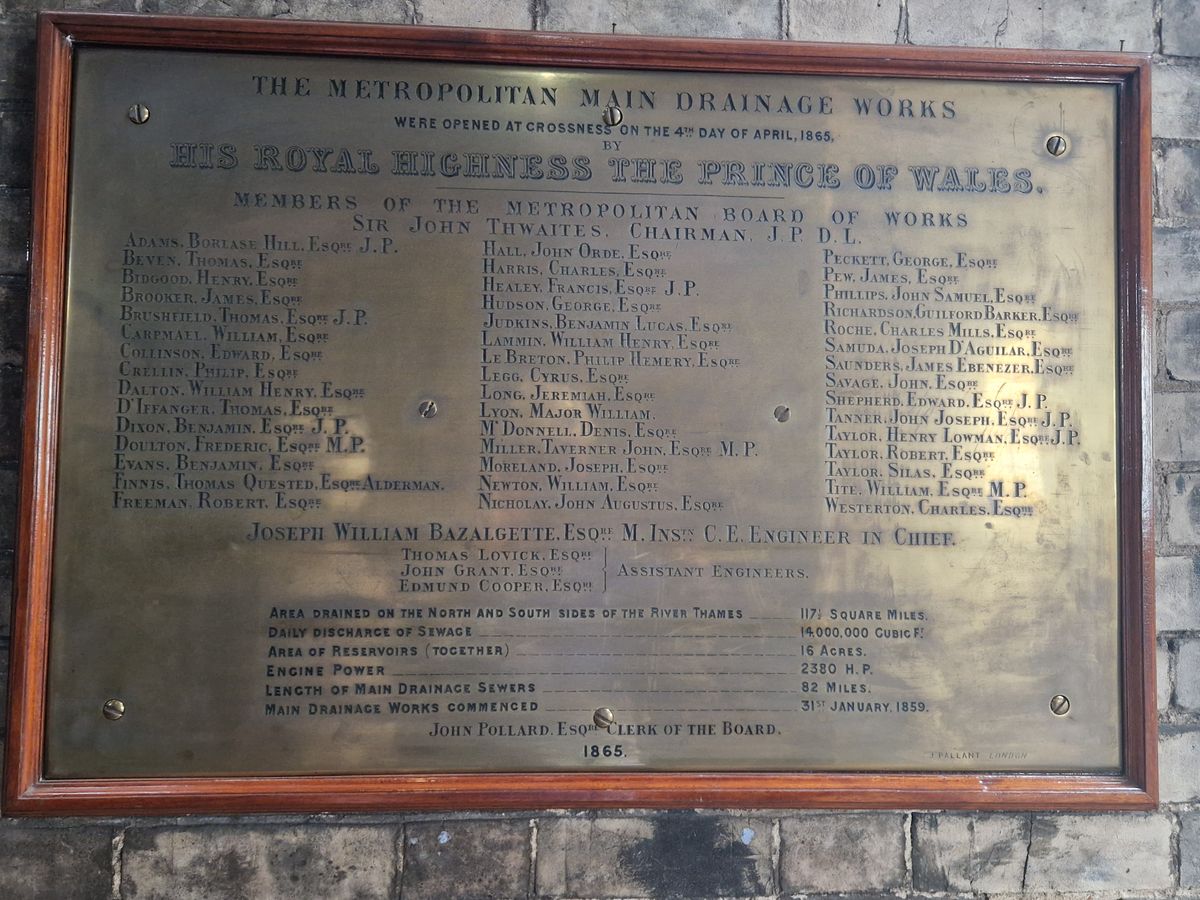 THE METROPOLITAN MAIN DRAINAGE WORKS
WERE OPENED AT CROSSNESS ON THE 4TH DAY OF APRIL, 1865.
BY
HIS ROYAL HIGHNESS THE PRINCE OF WALES.
MEMBERS OF THE METROPOLITAN BOARD OF WORKS
SIR JOHN THWAITES, CHAIRMAN, J.P. D.L.
ADAMS, BORLASE HILL, ESQRE J.P.
BEVEN, THOMAS, ESQRE
BIDGOOD, HENRY, ESQRE
BROOKER, JAMES, ESQRE
BRUSHFIELD, THOMAS, ESQRE J.P.
CARPMAEL, WILLIAM, ESQRE
COLLINSON, EDWARD, ESQRE
CRELLIN, PHILIP, ESQRE
DALTON, WILLIAM HENRY, ESQRE
D'IFFANGER, THOMAS, ESQRE
DIXON, BENJAMIN, ESQRE J.P.
DOULTON, FREDERIC, ESQRE M.P.
EVANS, BENJAMIN, ESQRE
FINNIS, THOMAS QUESTED, ESQRE ALDERMAN.
FREEMAN, ROBERT, ESQRE
HALL, JOHN ORDE, ESQRE
HARRIS, CHARLES, ESQRE
HEALEY, FRANCIS, ESQRE J.P.
HUDSON, GEORGE, ESQRE
JUDKINS, BENJAMIN LUCAS, ESQRE
LAMMIN, WILLIAM HENRY, ESQRE
LE BRETON, PHILIP HEMERY, ESQRE
LEGG, CYRUS, ESQRE
LONG, JEREMIAH, ESQRE
LYON, MAJOR WILLIAM,
MC DONNELL, DENIS, ESQRE
MILLER, TAVERNER JOHN, ESQRE M.P.
MORELAND, JOSEPH, ESQRE
NEWTON, WILLIAM, ESQRE
NICHOLAY, JOHN AUGUSTUS, ESQRE
PECKETT, GEORGE, ESQRE
PEW, JAMES, ESQRE
PHILLIPS, JOHN SAMUEL, ESQRE
RICHARDSON, GUILFORD BARKER, ESQRE
ROCHE, CHARLES MILLS, ESQRE
SAMUDA, JOSEPH D'AGUILAR, ESQRE
SAUNDERS, JAMES EBENEZER, ESQRE
SAVAGE, JOHN, ESQRE
SHEPHERD, EDWARD, ESQRE J.P.
TANNER, JOHN JOSEPH, ESQRE J.P.
TAYLOR, HENRY LOWMAN, ESQRE J.P.
TAYLOR, ROBERT, ESQRE
TAYLOR, SILAS, ESQRE
TITE, WILLIAM, ESQRE M.P.
WESTERTON, CHARLES, ESQRE
JOSEPH WILLIAM BAZALGETTE, ESQRE M. INSTN C.E. ENGINEER IN CHIEF.
THOMAS LOVICK, ESQRE
JOHN GRANT, ESQRE
EDMUND COOPER, ESQRE
ASSISTANT ENGINEERS.
AREA DRAINED ON THE NORTH AND SOUTH SIDES OF THE RIVER THAMES 117½ SQUARE MILES.
DAILY DISCHARGE OF SEWAGE 14,000,000 CUBIC FT
AREA OF RESERVOIRS (TOGETHER) 16 ACRES.
ENGINE POWER 2380 H.P.
LENGTH OF MAIN DRAINAGE SEWERS 82 MILES.
MAIN DRAINAGE WORKS COMMENCED 31ST JANUARY, 1859.
JOHN POLLARD, ESQRE CLERK OF THE BOARD.
1865.
J. PALLANT LONDON